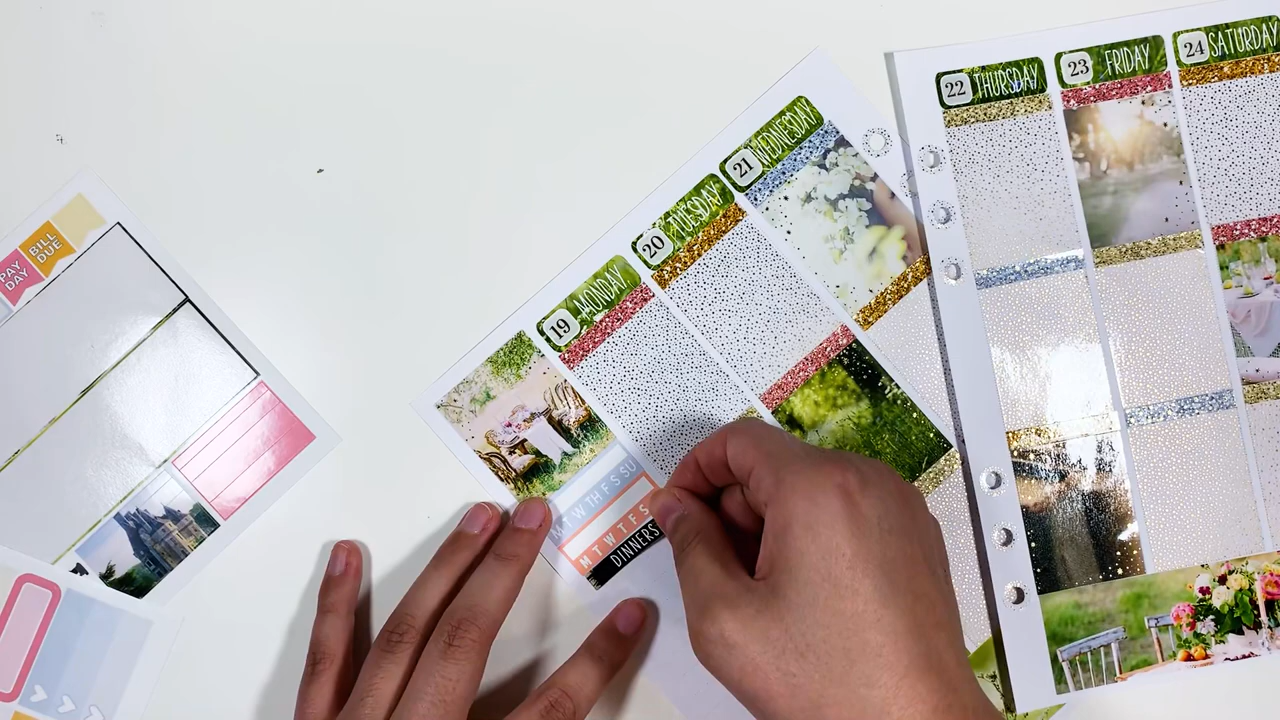 PAY
DAY
BILL
DUE
19 MONDAY
20 TUESDAY
21 WEDNESDAY
22 THURSDAY
23 FRIDAY
24 SATURDAY
M T W TH F S SU
M T W T F S
DINNERS